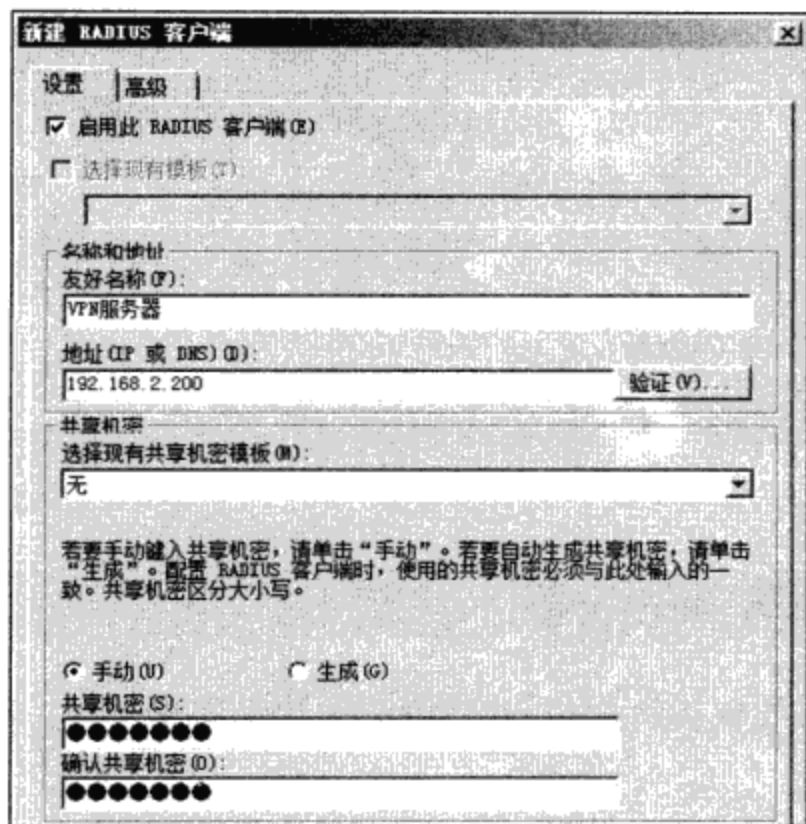 新建 RADIUS 客户端
设置 高级
启用此 RADIUS 客户端(E)
选择现有模板(T):
名称和地址
友好名称(F):
VPN服务器
地址(IP 或 DNS)(D):
192.168.2.200 验证(V)...
共享机密
选择现有共享机密模板(M):
无
若要手动键入共享机密，请单击“手动”。若要自动生成共享机密，请单击
“生成”。配置 RADIUS 客户端时，使用的共享机密必须与此处输入的一
致。共享机密区分大小写。
手动(U) 生成(G)
共享机密(S):
●●●●●●●
确认共享机密(O):
●●●●●●●